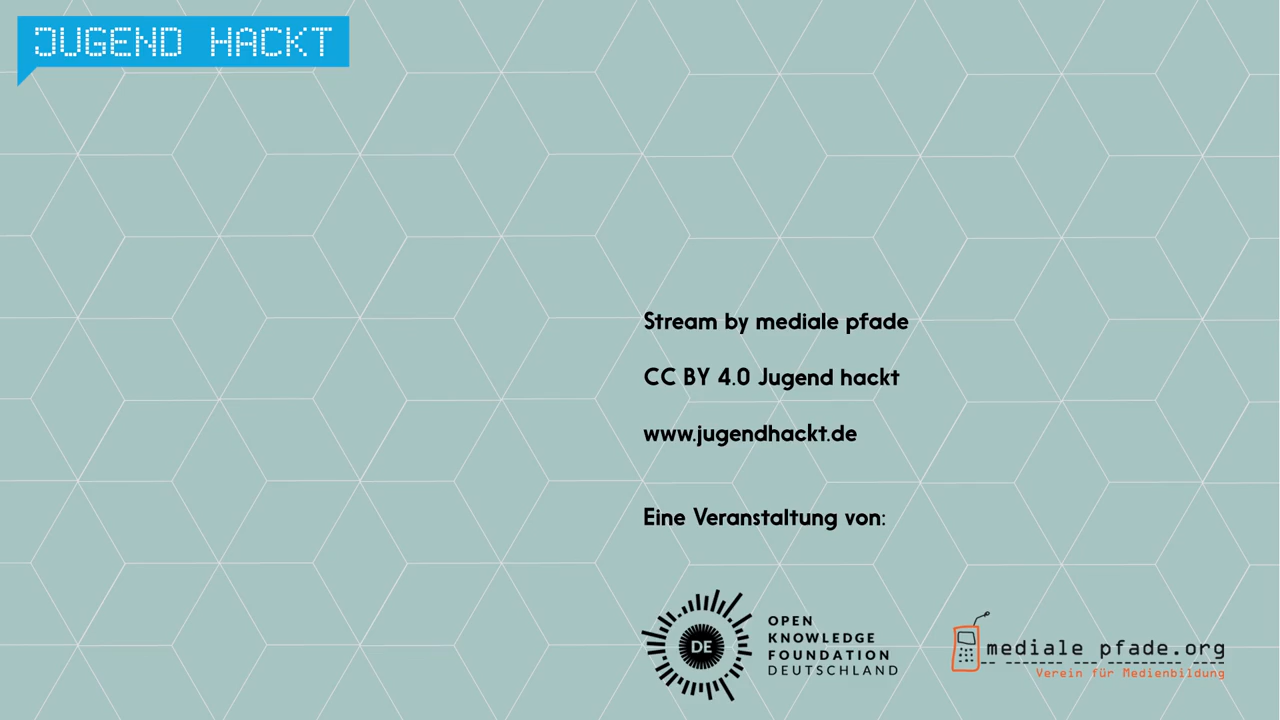 JUGEND HACKT
Stream by mediale pfade
CC BY 4.0 Jugend hackt
www.jugendhackt.de
Eine Veranstaltung von:
DE
OPEN
KNOWLEDGE
FOUNDATION
DEUTSCHLAND
mediale pfade.org
Verein für Medienbildung